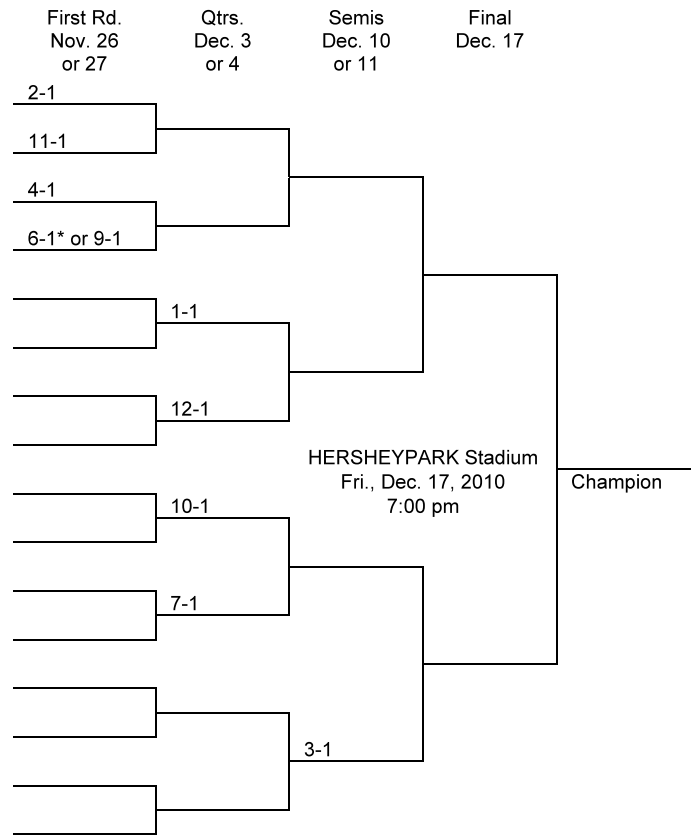 First Rd.
Nov. 26
or 27
Qtrs.
Dec. 3
or 4
Semis
Dec. 10
or 11
Final
Dec. 17
2-1
11-1
4-1
6-1* or 9-1
1-1
12-1
HERSHEYPARK Stadium
Fri., Dec. 17, 2010
7:00 pm
Champion
10-1
7-1
3-1